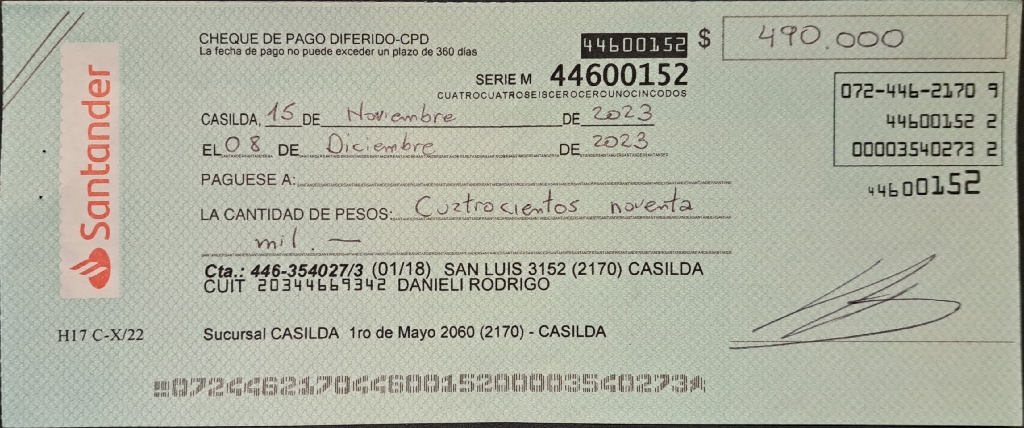 CHEQUE DE PAGO DIFERIDO-CPD
La fecha de pago no puede exceder un plazo de 360 días
44600152 $ 490.000
SERIE M 44600152
CUATROCUATROSEISCEROCEROUNOCINCODOS
072-446-2170 9
44600152 2
00003540273 2
44600152
Santander
CASILDA, 15 DE Noviembre DE 2023
EL 08 DE Diciembre DE 2023
PAGUESE A:
LA CANTIDAD DE PESOS: Cuatrocientos noventa
mil. —
Cta.: 446-354027/3 (01/18) SAN LUIS 3152 (2170) CASILDA
CUIT 20344669342 DANIELI RODRIGO
H17 C-X/22
Sucursal CASILDA 1ro de Mayo 2060 (2170) - CASILDA
07244621704460015200003540273